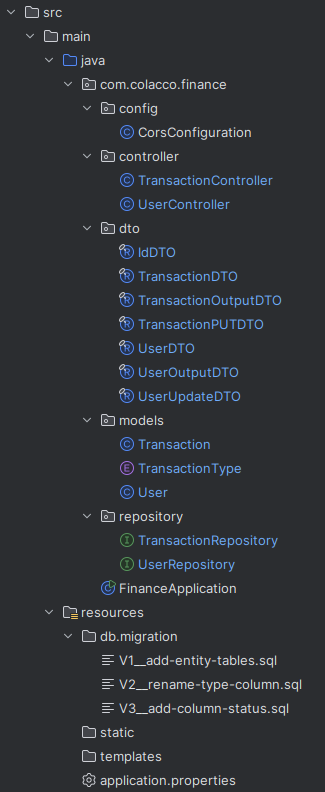 src
main
java
com.colacco.finance
config
CorsConfiguration
controller
TransactionController
UserController
dto
IdDTO
TransactionDTO
TransactionOutputDTO
TransactionPUTDTO
UserDTO
UserOutputDTO
UserUpdateDTO
models
Transaction
TransactionType
User
repository
TransactionRepository
UserRepository
FinanceApplication
resources
db.migration
V1__add-entity-tables.sql
V2__rename-type-column.sql
V3__add-column-status.sql
static
templates
application.properties